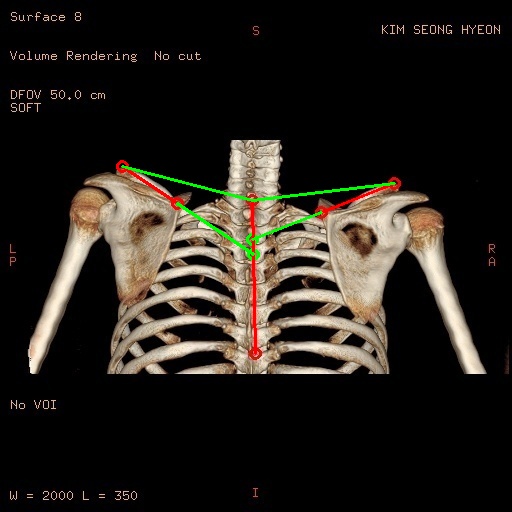 Surface 8
S
KIM SEONG HYEON
Volume Rendering  No cut
DFOV 50.0 cm
SOFT
L
P
R
A
No VOI
W = 2000 L = 350
I